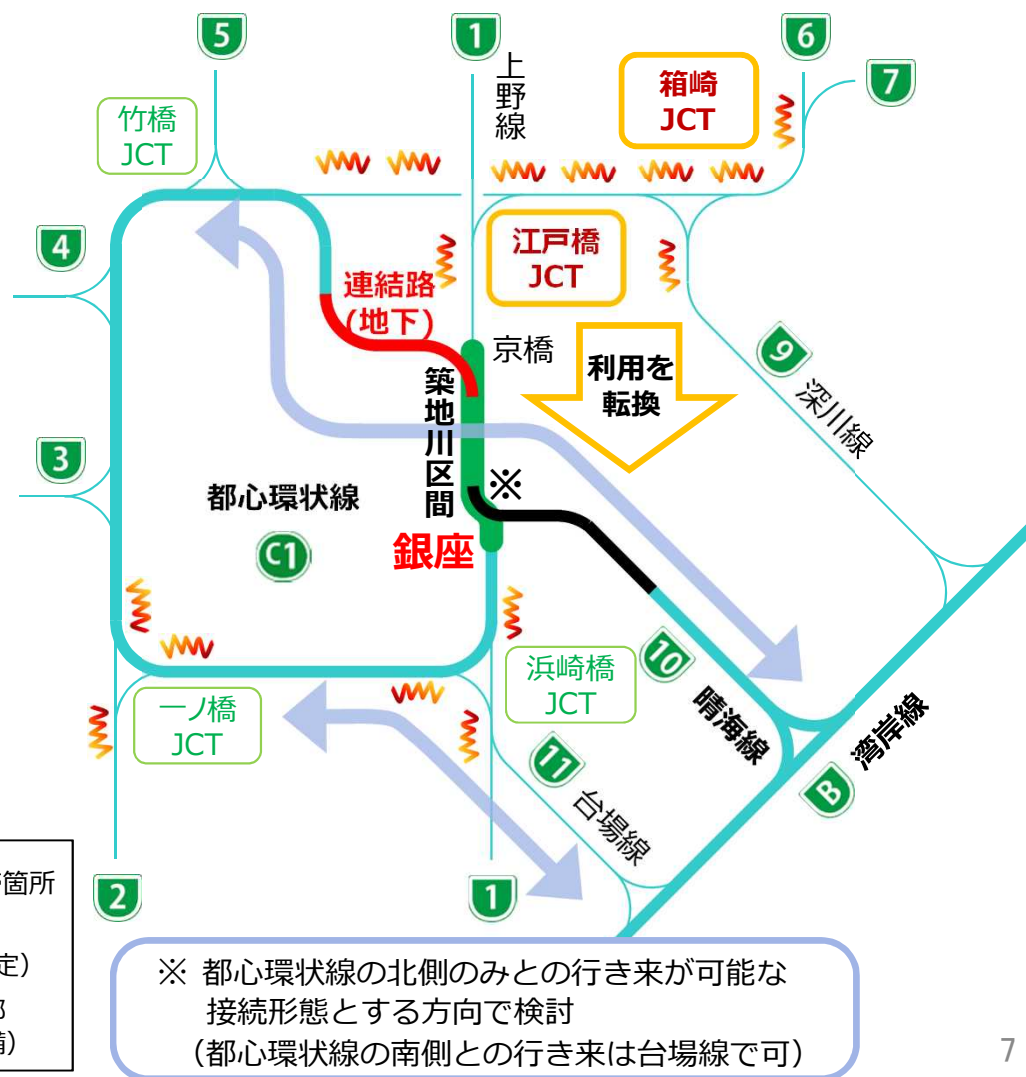 5
1
6
7
上野線
箱崎
JCT
竹橋
JCT
4
江戸橋
JCT
連結路
(地下)
京橋
利用を
転換
9
深川線
築地川区間
3
※
都心環状線
C1
銀座
10
晴海線
浜崎橋
JCT
一ノ橋
JCT
湾岸線
B
11
台場線
2
1
箇所
定)
※ 都心環状線の北側のみとの行き来が可能な
接続形態とする方向で検討
(都心環状線の南側との行き来は台場線で可)
7